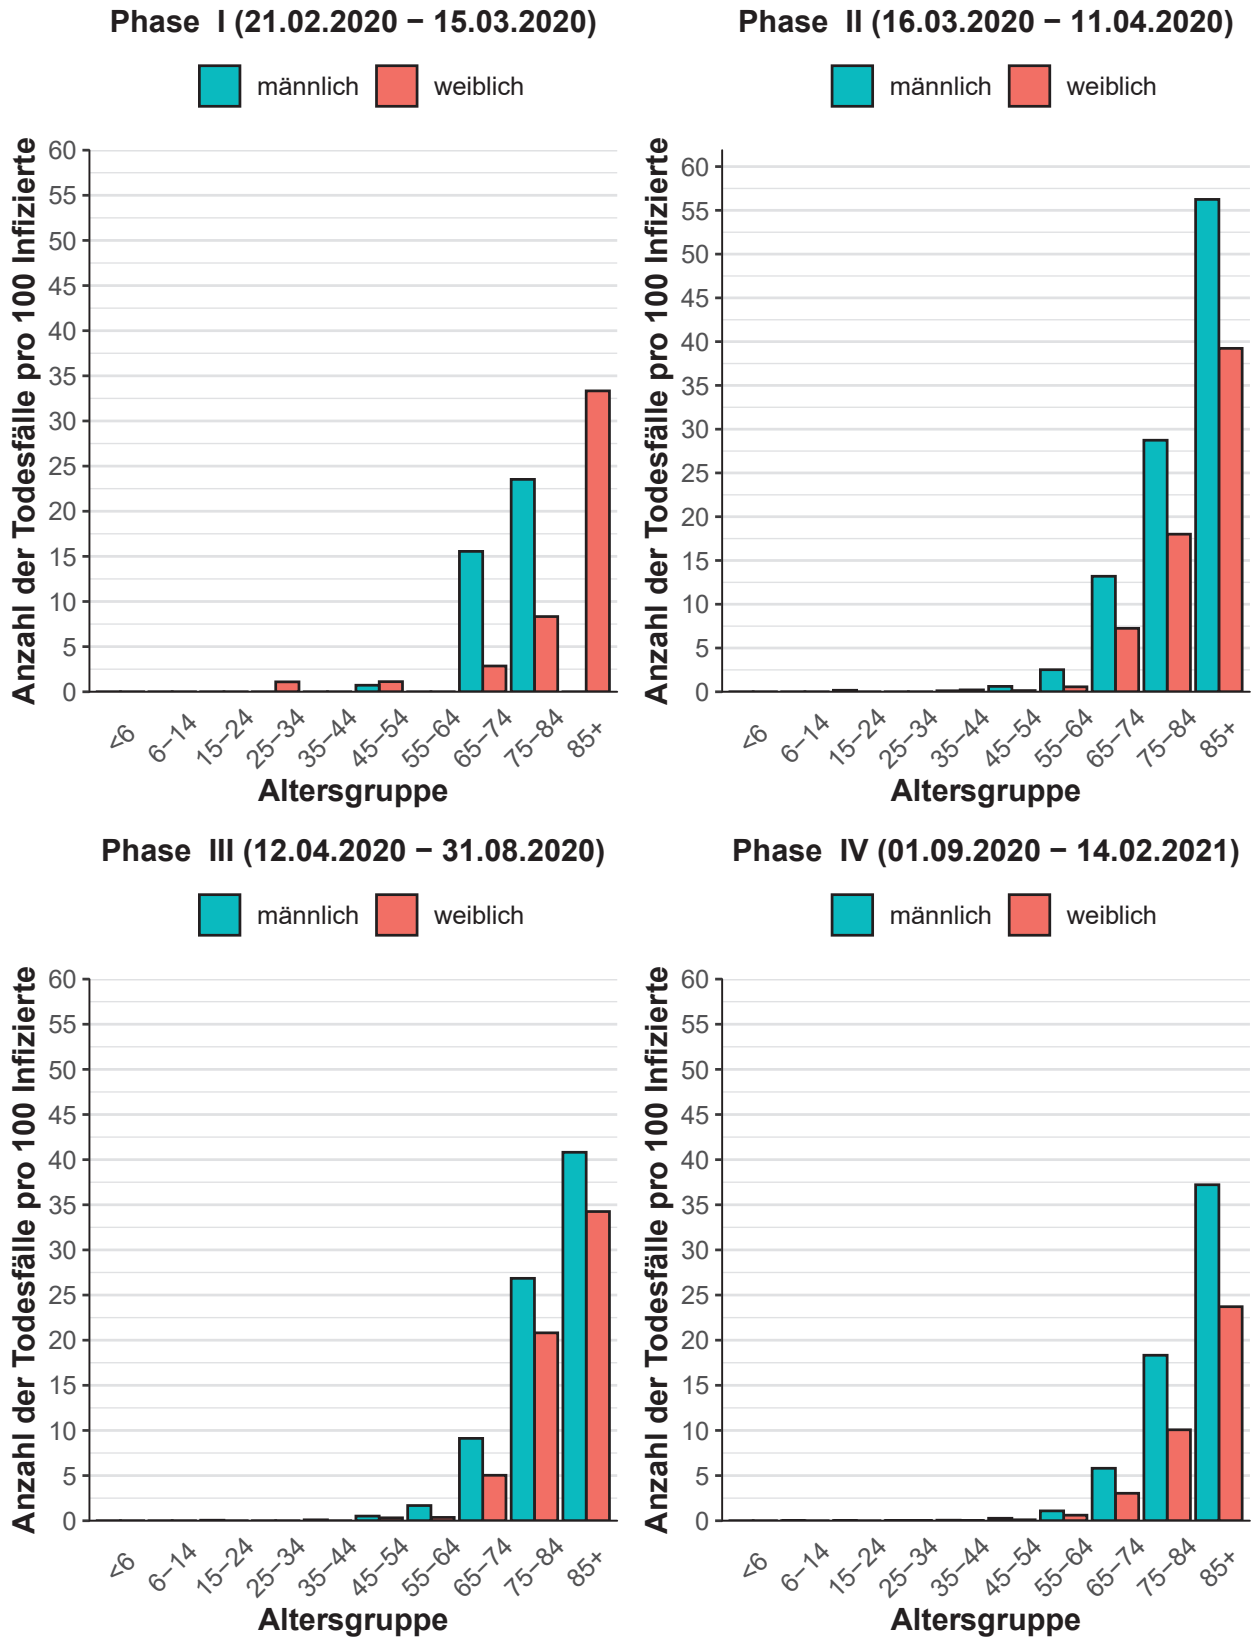 Phase I (21.02.2020 − 15.03.2020)
männlich weiblich
Anzahl der Todesfälle pro 100 Infizierte
60
55
50
45
40
35
30
25
20
15
10
5
0
<6 6−14 15−24 25−34 35−44 45−54 55−64 65−74 75−84 85+
Altersgruppe
Phase II (16.03.2020 − 11.04.2020)
männlich weiblich
Anzahl der Todesfälle pro 100 Infizierte
60
55
50
45
40
35
30
25
20
15
10
5
0
<6 6−14 15−24 25−34 35−44 45−54 55−64 65−74 75−84 85+
Altersgruppe
Phase III (12.04.2020 − 31.08.2020)
männlich weiblich
Anzahl der Todesfälle pro 100 Infizierte
60
55
50
45
40
35
30
25
20
15
10
5
0
<6 6−14 15−24 25−34 35−44 45−54 55−64 65−74 75−84 85+
Altersgruppe
Phase IV (01.09.2020 − 14.02.2021)
männlich weiblich
Anzahl der Todesfälle pro 100 Infizierte
60
55
50
45
40
35
30
25
20
15
10
5
0
<6 6−14 15−24 25−34 35−44 45−54 55−64 65−74 75−84 85+
Altersgruppe